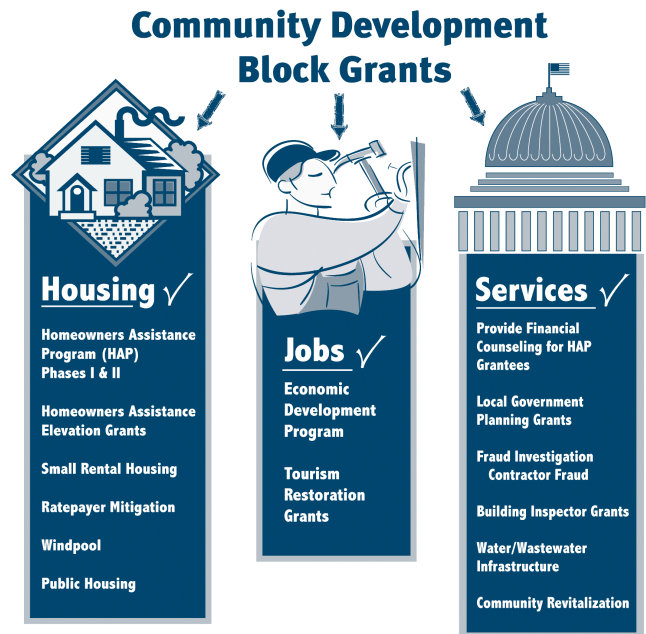 Community Development
Block Grants
Housing
Homeowners Assistance
Program (HAP)
Phases I & II
Homeowners Assistance
Elevation Grants
Small Rental Housing
Ratepayer Mitigation
Windpool
Public Housing
Jobs
Economic
Development
Program
Tourism
Restoration
Grants
Services
Provide Financial
Counseling for HAP
Grantees
Local Government
Planning Grants
Fraud Investigation
Contractor Fraud
Building Inspector Grants
Water/Wastewater
Infrastructure
Community Revitalization